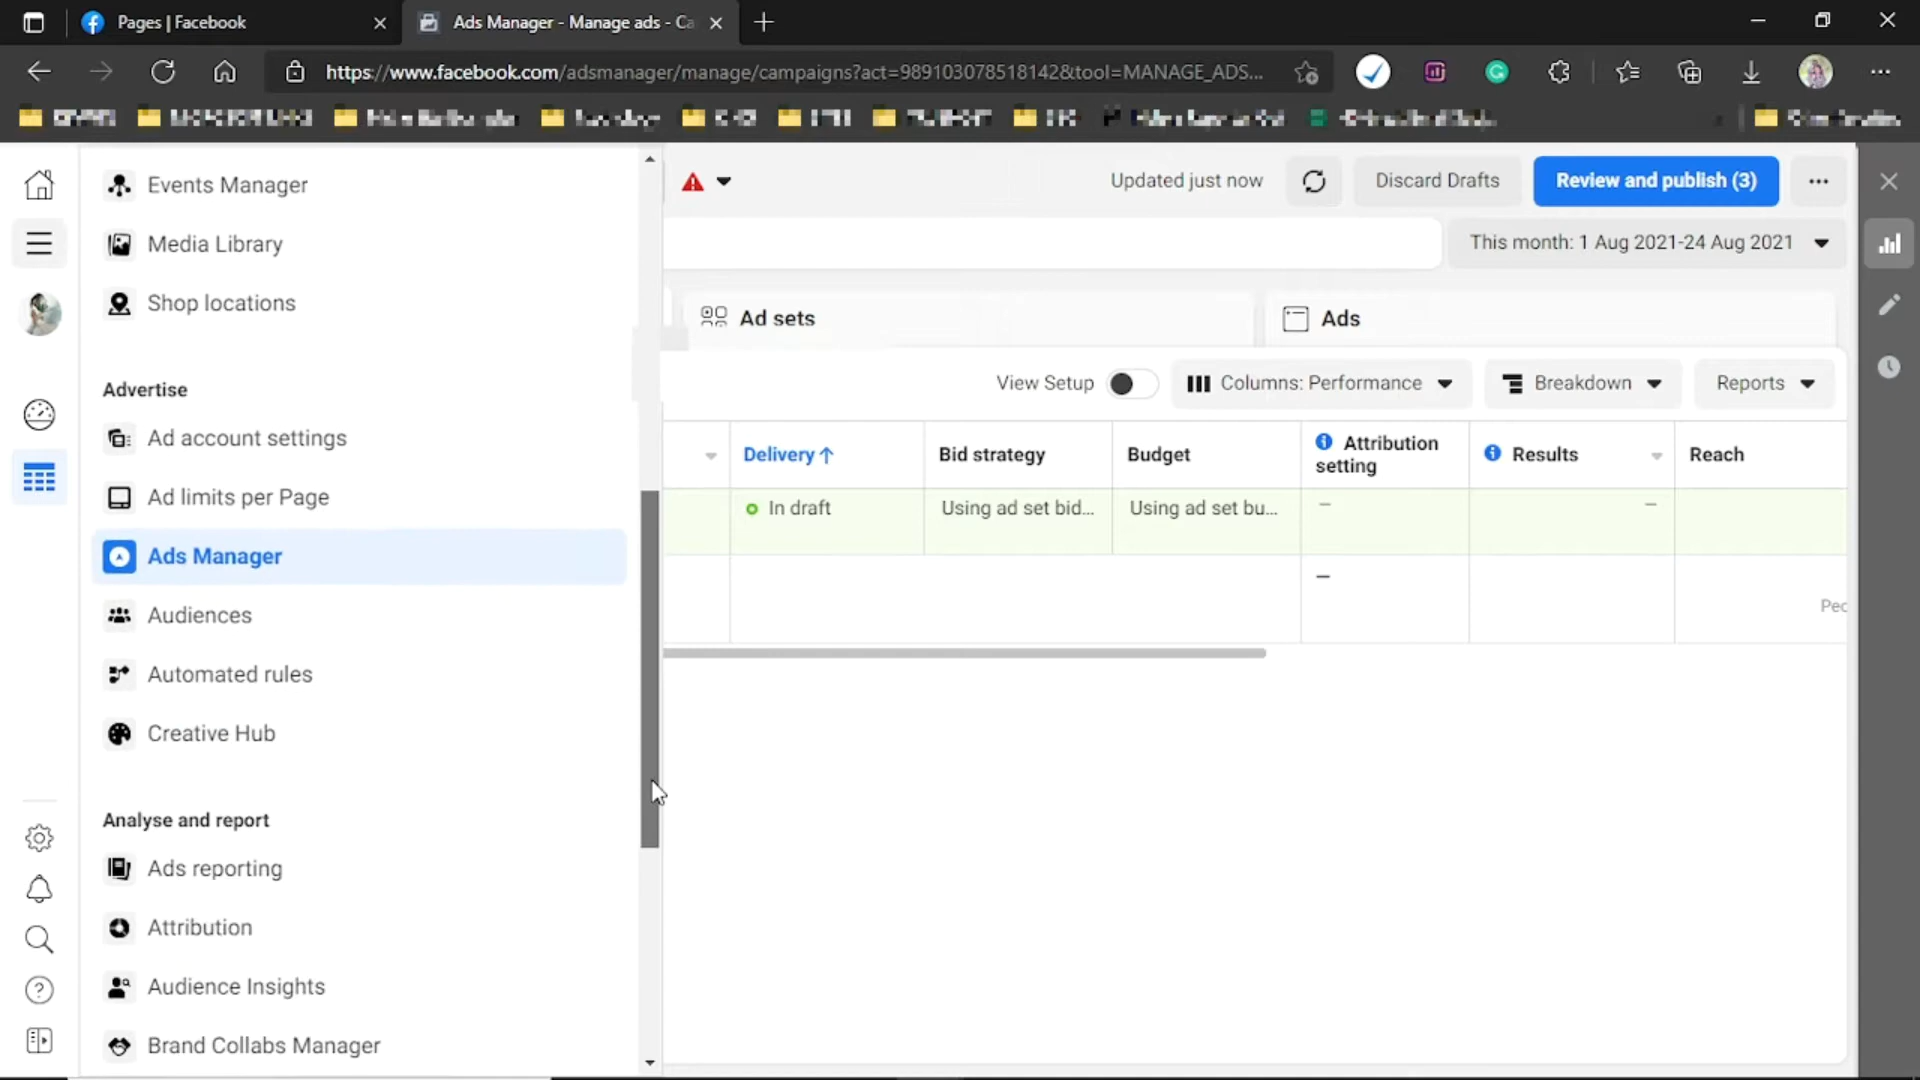 Pages | Facebook
Ads Manager - Manage ads - Ca
https://www.facebook.com/adsmanager/manage/campaigns?act=989103078518142&tool=MANAGE_ADS...
Events Manager
Media Library
Shop locations
Advertise
Ad account settings
Ad limits per Page
Ads Manager
Audiences
Automated rules
Creative Hub
Analyse and report
Ads reporting
Attribution
Audience Insights
Brand Collabs Manager
Updated just now
Discard Drafts
Review and publish (3)
This month: 1 Aug 2021-24 Aug 2021
Ad sets
Ads
View Setup
Columns: Performance
Breakdown
Reports
Delivery↑
Bid strategy
Budget
Attribution
setting
Results
Reach
In draft
Using ad set bid...
Using ad set bu...
–
–
–
Pec